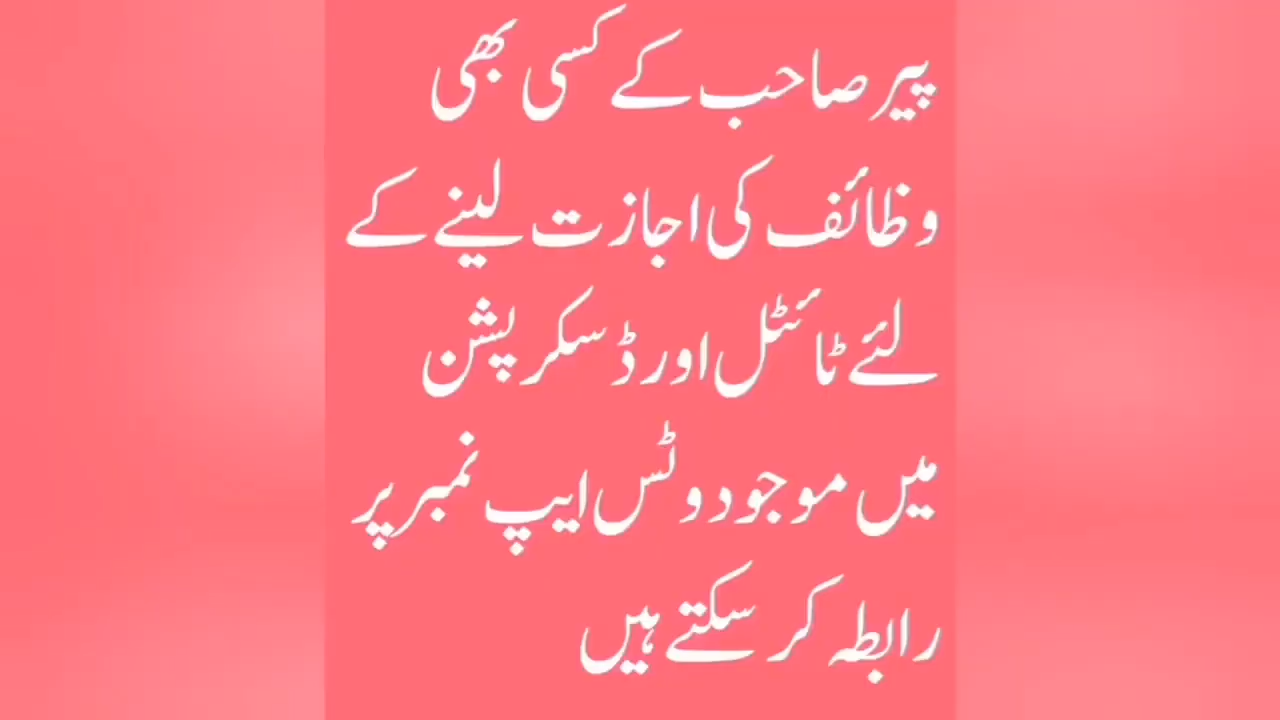 پیر صاحب کے کسی بھی
وظائف کی اجازت لینے کے
لئے ٹائٹل اور ڈسکرپشن
میں موجود وٹس ایپ نمبر پر
رابطہ کر سکتے ہیں